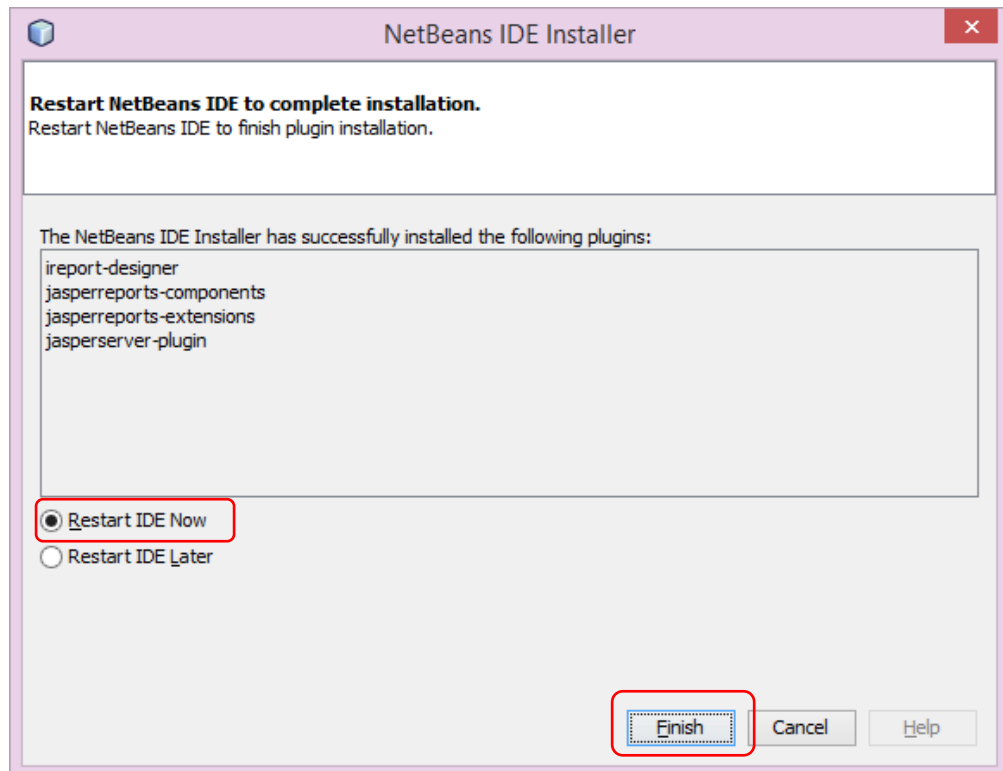 NetBeans IDE Installer
Restart NetBeans IDE to complete installation.
Restart NetBeans IDE to finish plugin installation.
The NetBeans IDE Installer has successfully installed the following plugins:
ireport-designer
jasperreports-components
jasperreports-extensions
jasperserver-plugin
Restart IDE Now
Restart IDE Later
Finish Cancel Help